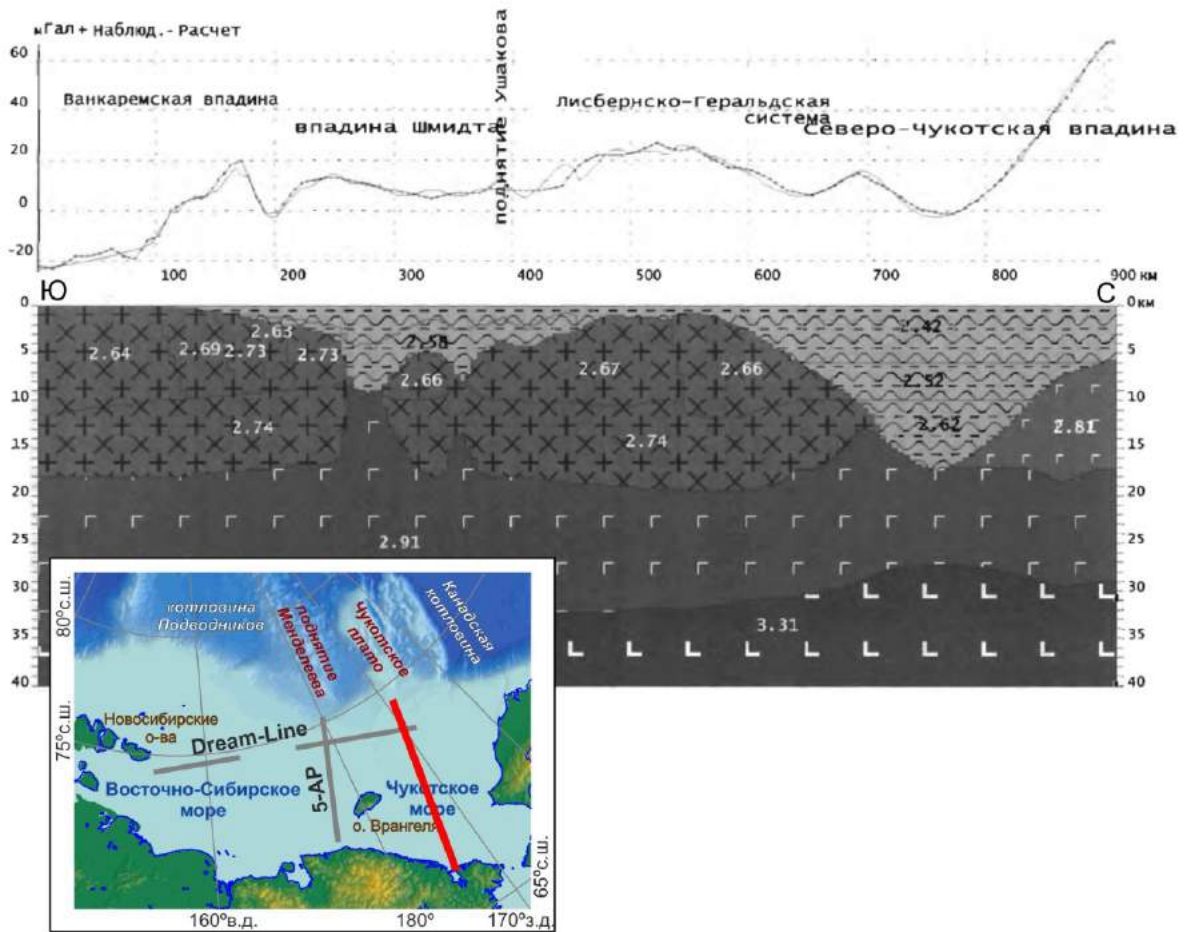 мГал + Наблюд.- Расчет
60
40
20
0
-20
Ванкаремская впадина
впадина Шмидта
поднятие Ушакова
Лисбернско-Геральдская
система
Северо-Чукотская впадина
100 200 300 400 500 600 700 800 900 км
Ю С
0 0 км
5 5
10 10
15 15
20 20
25 25
30 30
35 35
40 40
2.63
2.64 2.69 2.73 2.73
2.58
2.66
2.67 2.66
2.42
2.52
2.62
2.81
2.74
2.74
2.91
3.31
80°с.ш.
75°с.ш.
котловина
Подводников
поднятие
Менделеева
Чукотское
плато
Канадская
котловина
Новосибирские
о-ва
Dream-Line
5-АР
Восточно-Сибирское
море
Чукотское
море
о. Врангеля
65°с.ш.
160°в.д. 180° 170°з.д.